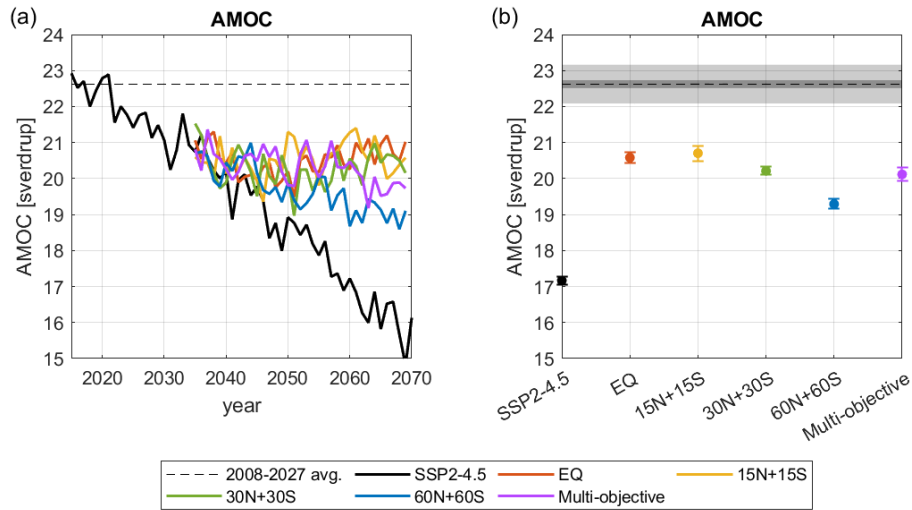 (a)
AMOC
AMOC [sverdrup]
24
23
22
21
20
19
18
17
16
15
2020 2030 2040 2050 2060 2070
year
(b)
AMOC
AMOC [sverdrup]
24
23
22
21
20
19
18
17
16
15
SSP2-4.5 EQ 15N+15S 30N+30S 60N+60S Multi-objective
2008-2027 avg. SSP2-4.5 EQ 15N+15S
30N+30S 60N+60S Multi-objective